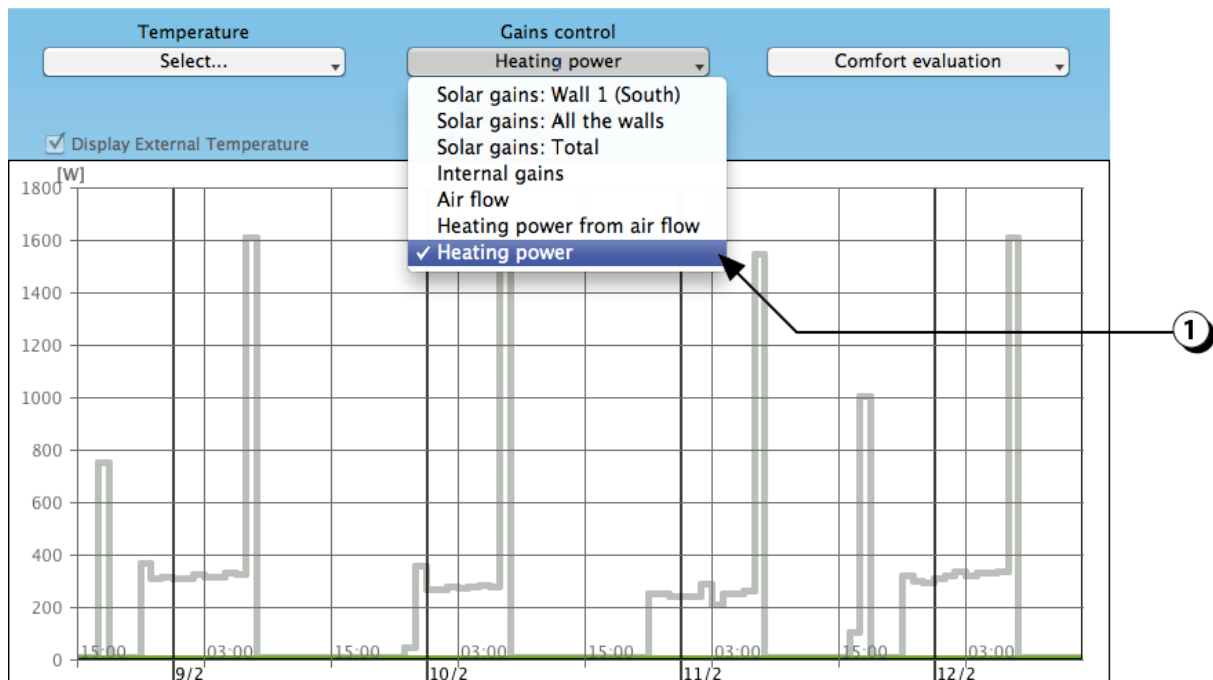 Temperature
Gains control
Select...
Heating power
Comfort evaluation
Solar gains: Wall 1 (South)
Solar gains: All the walls
Solar gains: Total
Internal gains
Air flow
Heating power from air flow
✓ Heating power
Display External Temperature
[W]
1800
1600
1400
1200
1000
800
600
400
200
0
15:00 03:00 15:00 03:00 15:00 03:00 15:00 03:00
9/2 10/2 11/2 12/2
1